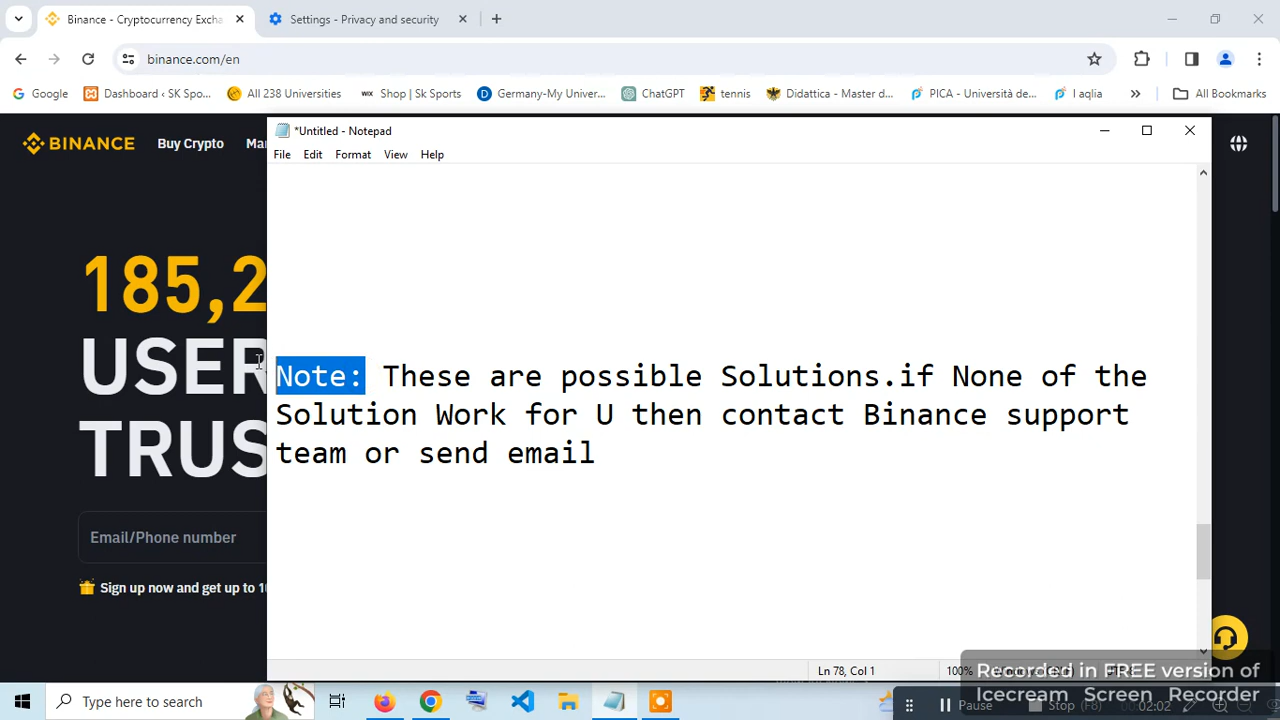 Binance - Cryptocurrency Excha
Settings - Privacy and security
binance.com/en
Google
Dashboard ‹ SK Spo...
All 238 Universities
WIX Shop | Sk Sports
Germany-My Univer...
ChatGPT
tennis
Didattica - Master d...
PICA - Università de...
I aqlia
All Bookmarks
BINANCE
Buy Crypto
Ma
*Untitled - Notepad
File
Edit
Format
View
Help
185,2
USER
TRUS
Email/Phone number
Sign up now and get up to 1
Note: These are possible Solutions.if None of the
Solution Work for U then contact Binance support
team or send email
Ln 78, Col 1
100%
Recorded in FREE version of
Icecream Screen Recorder
Type here to search
Pause
Stop (F8)
00:02:02